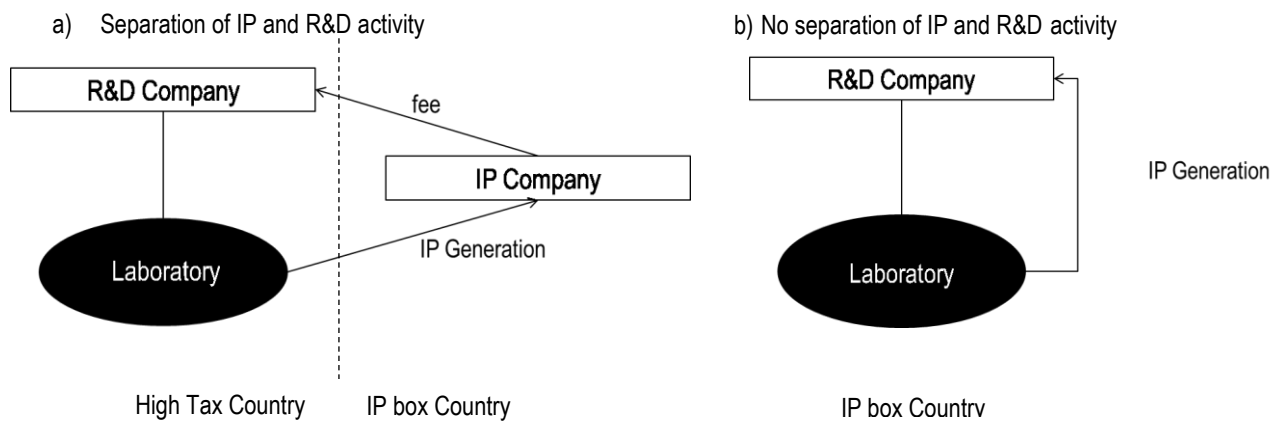 a) Separation of IP and R&D activity
R&D Company
fee
IP Company
IP Generation
Laboratory
High Tax Country
IP box Country
b) No separation of IP and R&D activity
R&D Company
IP Generation
Laboratory
IP box Country